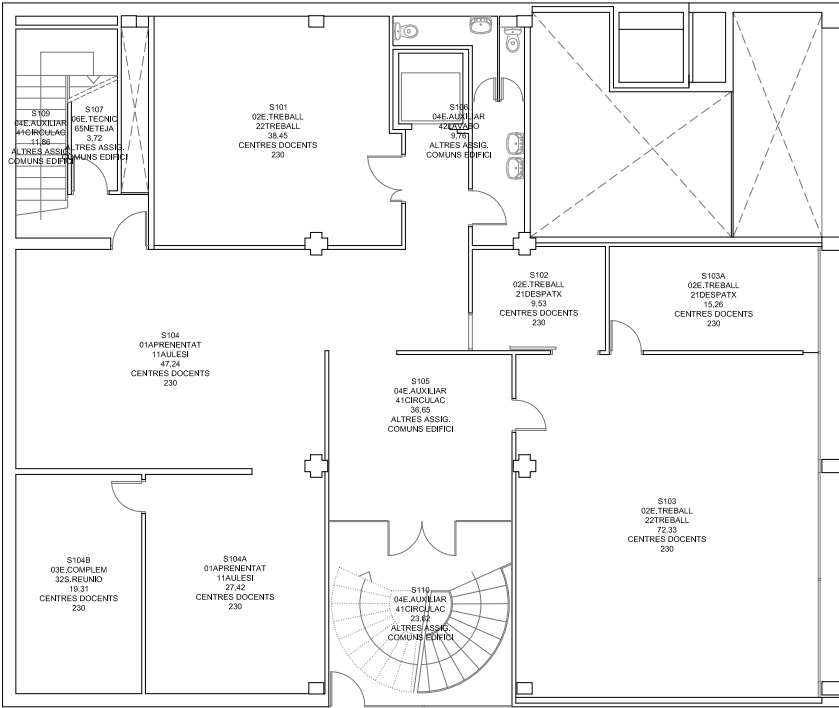 S109
04E.AUXILIAR
41CIRCULAC
11,86
ALTRES ASSIG.
COMUNS EDIFICI
S107
06E.TECNIC
65NETEJA
3,72
ALTRES ASSIG.
COMUNS EDIFICI
S101
02E.TREBALL
22TREBALL
38,45
CENTRES DOCENTS
230
S106
04E.AUXILIAR
42LAVABO
9,76
ALTRES ASSIG.
COMUNS EDIFICI
S102
02E.TREBALL
21DESPATX
9,53
CENTRES DOCENTS
230
S103A
02E.TREBALL
21DESPATX
15,26
CENTRES DOCENTS
230
S104
01APRENENTAT
11AULESI
47,24
CENTRES DOCENTS
230
S105
04E.AUXILIAR
41CIRCULAC
36,65
ALTRES ASSIG.
COMUNS EDIFICI
S103
02E.TREBALL
22TREBALL
72,33
CENTRES DOCENTS
230
S104B
03E.COMPLEM
32S.REUNIO
19,31
CENTRES DOCENTS
230
S104A
01APRENENTAT
11AULESI
27,42
CENTRES DOCENTS
230
S110
04E.AUXILIAR
41CIRCULAC
23,62
ALTRES ASSIG.
COMUNS EDIFICI